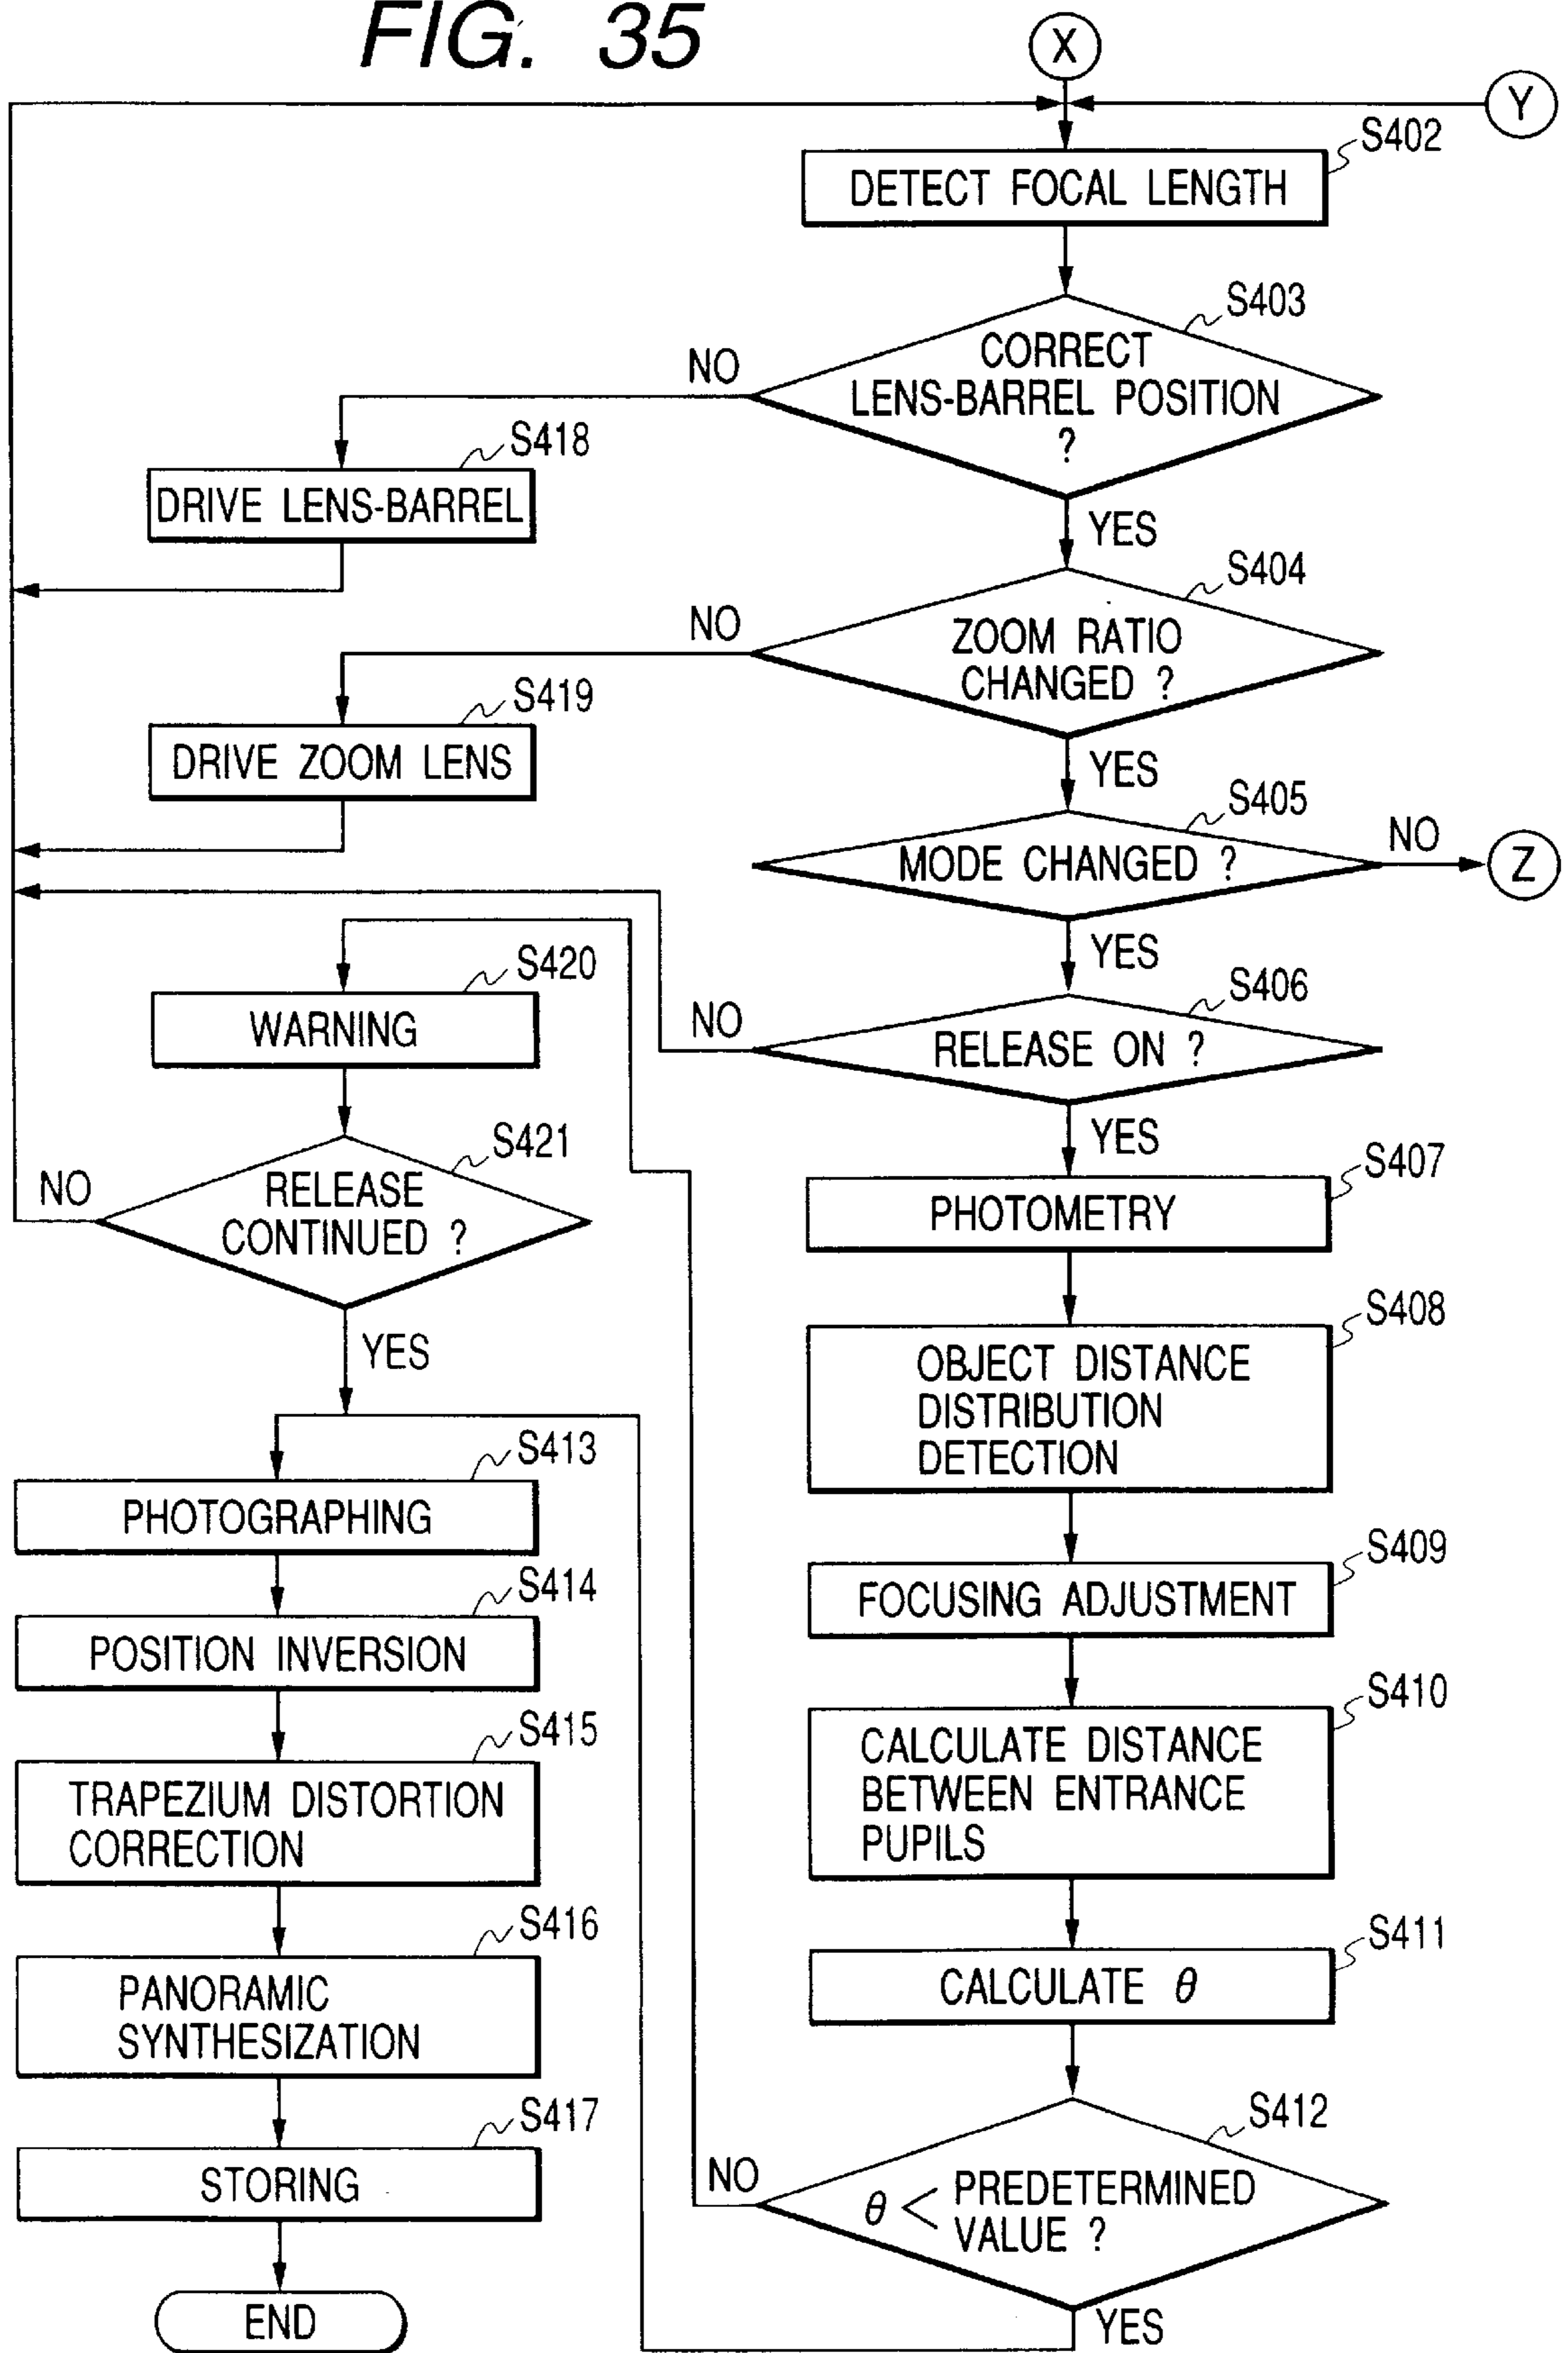 FIG. 35
X
Y
S402
DETECT FOCAL LENGTH
S403
CORRECT
LENS-BARREL POSITION
?
NO
YES
S418
DRIVE LENS-BARREL
S404
ZOOM RATIO
CHANGED ?
NO
YES
S419
DRIVE ZOOM LENS
S405
MODE CHANGED ?
NO
Z
YES
S406
RELEASE ON ?
NO
YES
S420
WARNING
S421
RELEASE
CONTINUED ?
NO
YES
S407
PHOTOMETRY
S408
OBJECT DISTANCE
DISTRIBUTION
DETECTION
S409
FOCUSING ADJUSTMENT
S410
CALCULATE DISTANCE
BETWEEN ENTRANCE
PUPILS
S411
CALCULATE θ
S412
θ < PREDETERMINED
VALUE ?
NO
YES
S413
PHOTOGRAPHING
S414
POSITION INVERSION
S415
TRAPEZIUM DISTORTION
CORRECTION
S416
PANORAMIC
SYNTHESIZATION
S417
STORING
END